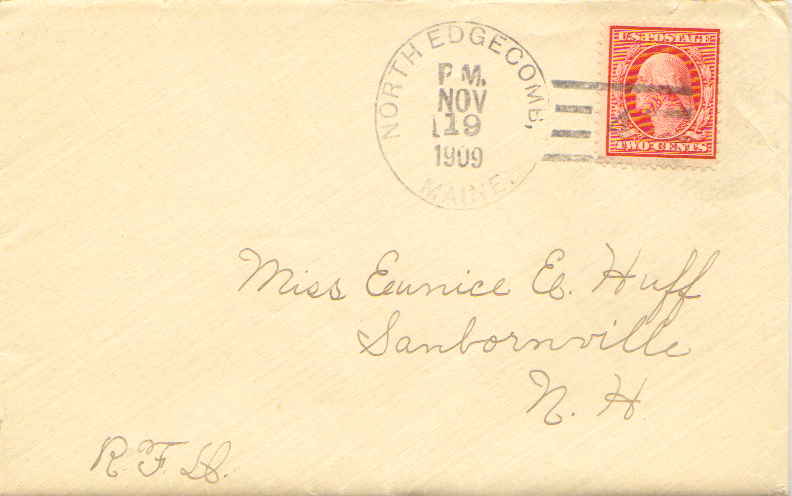 NORTH EDGECOMB,
P.M.
NOV
19
1909
MAINE.
U.S. POSTAGE
TWO CENTS
Miss Eunice E. Huff
Sanbornville
N. H.
R. F. D.